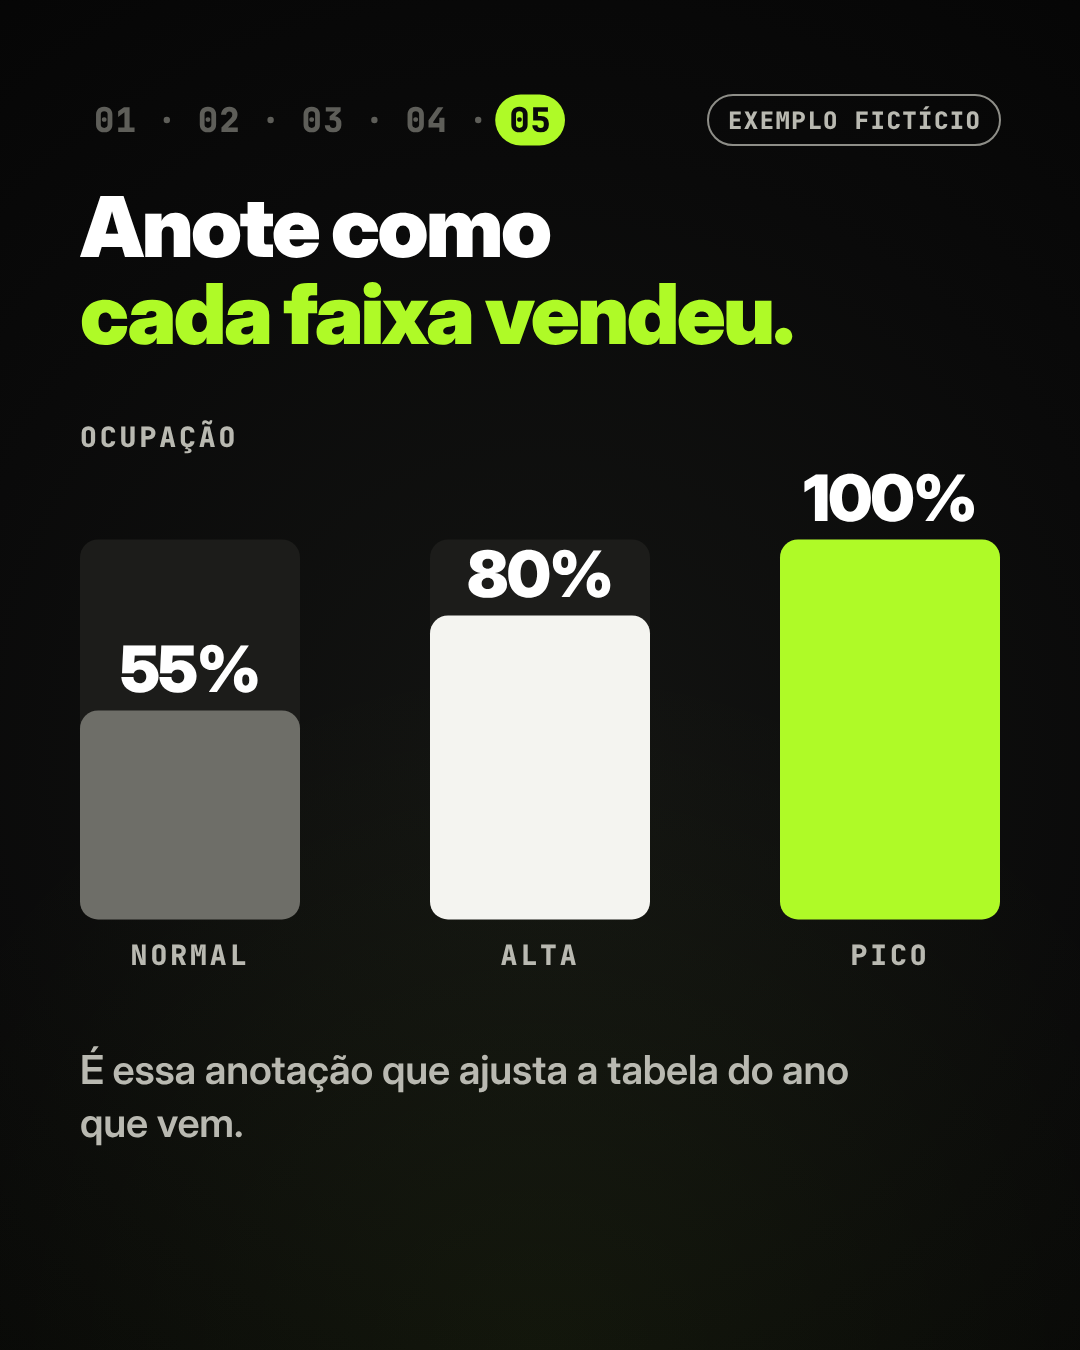 01 · 02 · 03 · 04 · 05
EXEMPLO FICTÍCIO
Anote como
cada faixa vendeu.
OCUPAÇÃO
55%
80%
100%
NORMAL
ALTA
PICO
É essa anotação que ajusta a tabela do ano
que vem.